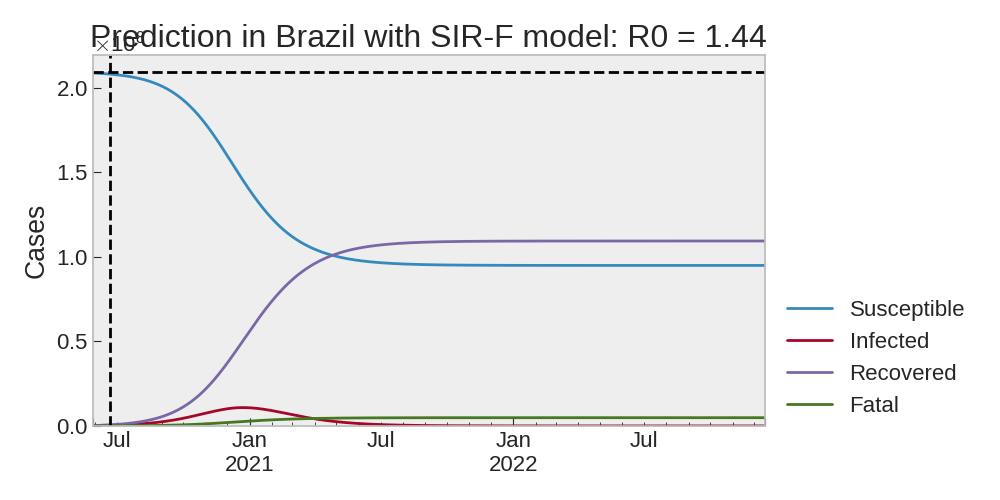 Prediction in Brazil with SIR-F model: R0 = 1.44
2.0
1.5
1.0
0.5
0.0
Cases
Jul
Jan
2021
Jul
Jan
2022
Jul
Susceptible
Infected
Recovered
Fatal